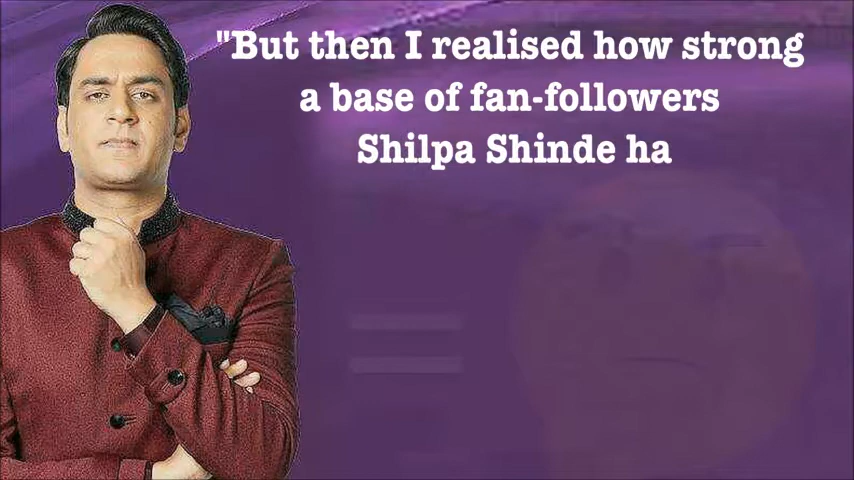 "But then I realised how strong
a base of fan-followers
Shilpa Shinde ha